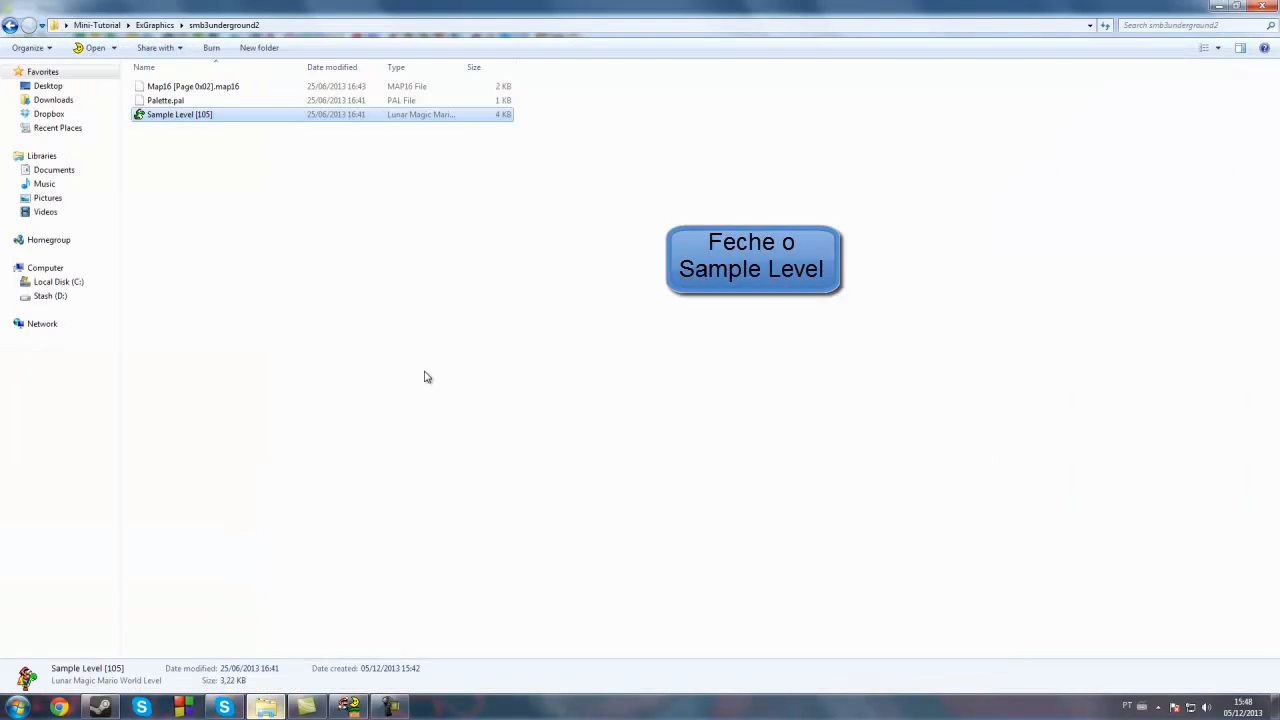 Mini-Tutorial ExGraphics smb3underground2 Search smb3underground2
Organize Open Share with Burn New folder
Favorites
Desktop
Downloads
Dropbox
Recent Places
Libraries
Documents
Music
Pictures
Videos
Homegroup
Computer
Local Disk (C:)
Stash (D:)
Network
Name Date modified Type Size
Map16 [Page 0x02].map16 25/06/2013 16:43 MAP16 File 2 KB
Palette.pal 25/06/2013 16:41 PAL File 1 KB
Sample Level [105] 25/06/2013 16:41 Lunar Magic Mari... 4 KB
Feche o
Sample Level
Sample Level [105] Date modified: 25/06/2013 16:41 Date created: 05/12/2013 15:42
Lunar Magic Mario World Level Size: 3,22 KB
PT 15:48
05/12/2013